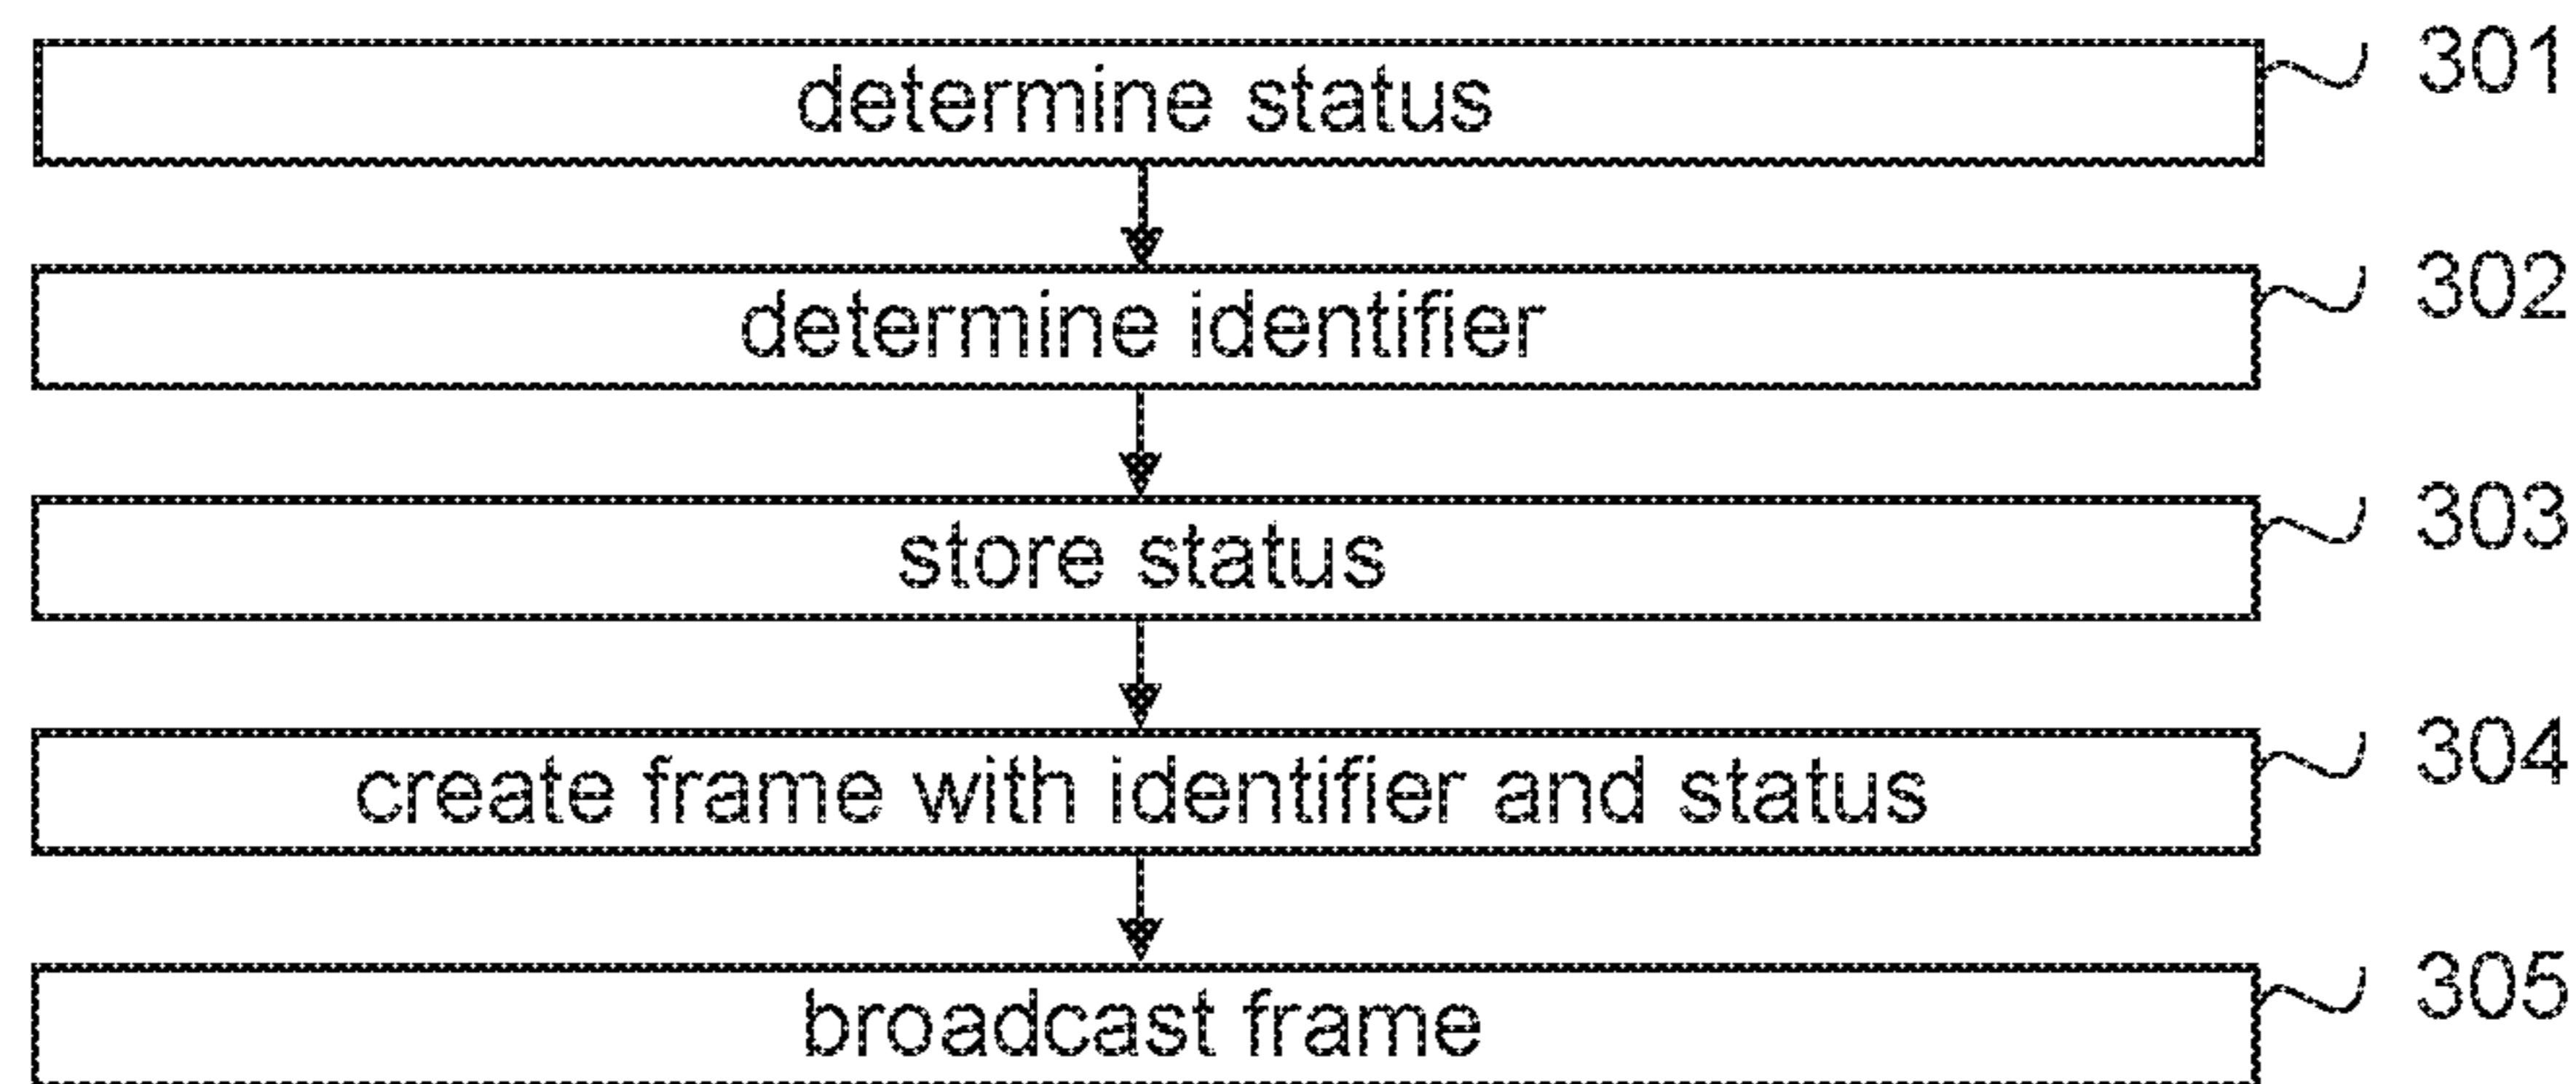 determine status 301
determine identifier 302
store status 303
create frame with identifier and status 304
broadcast frame 305